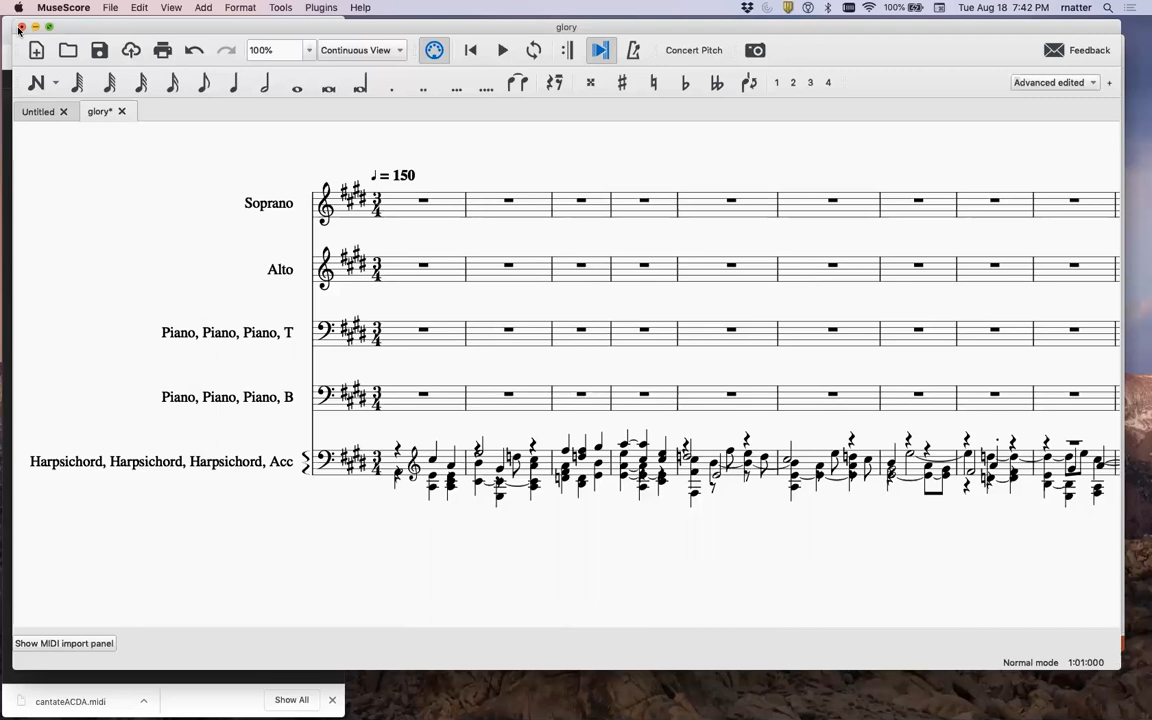 MuseScore File Edit View Add Format Tools Plugins Help 100% Tue Aug 18 7:42 PM rnatter
glory
100% Continuous View Concert Pitch Feedback
1 2 3 4 Advanced edited +
Untitled glory*
= 150
Soprano
Alto
Piano, Piano, Piano, T
Piano, Piano, Piano, B
Harpsichord, Harpsichord, Harpsichord, Acc
Show MIDI import panel
Normal mode 1:01:000
cantateACDA.midi Show All